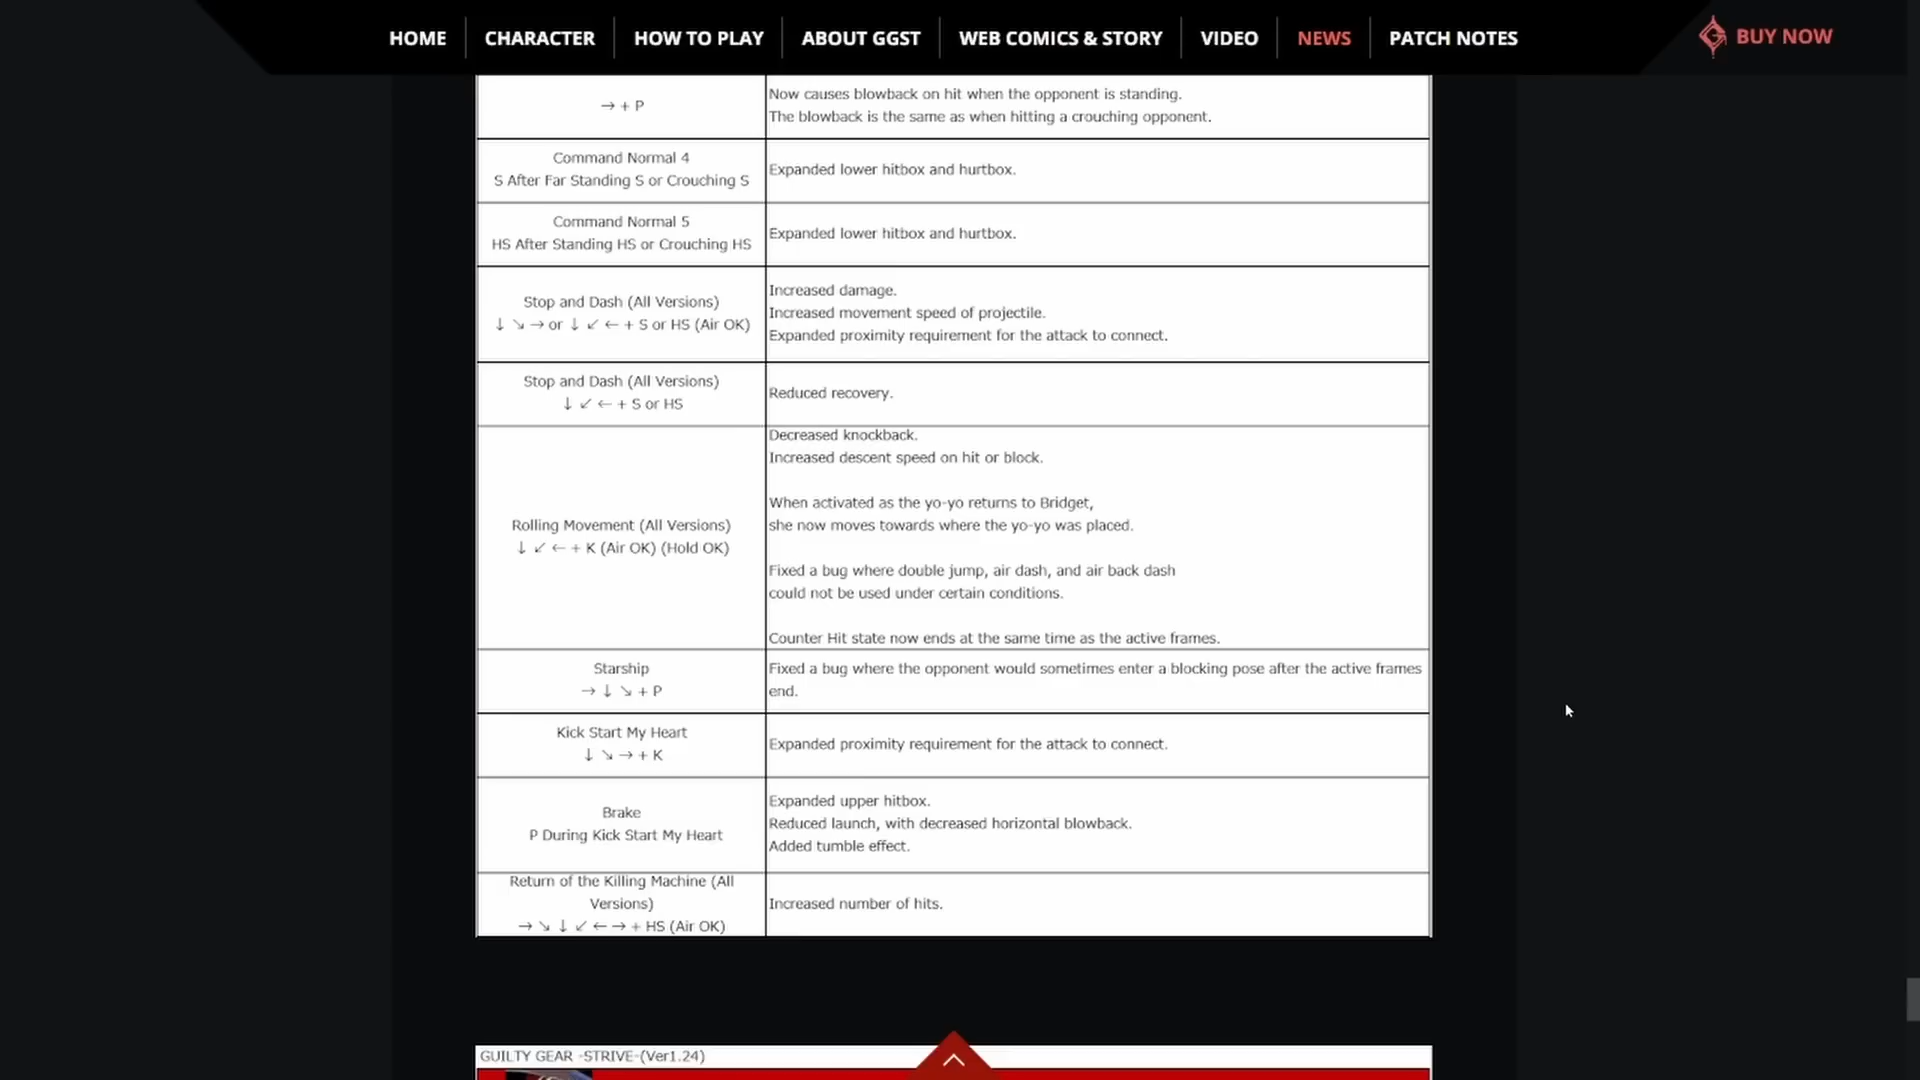 HOME
CHARACTER
HOW TO PLAY
ABOUT GGST
WEB COMICS & STORY
VIDEO
NEWS
PATCH NOTES
BUY NOW
→ + P
Now causes blowback on hit when the opponent is standing.
The blowback is the same as when hitting a crouching opponent.
Command Normal 4
S After Far Standing S or Crouching S
Expanded lower hitbox and hurtbox.
Command Normal 5
HS After Standing HS or Crouching HS
Expanded lower hitbox and hurtbox.
Stop and Dash (All Versions)
↓ ↘ → or ↓ ↙ ← + S or HS (Air OK)
Increased damage.
Increased movement speed of projectile.
Expanded proximity requirement for the attack to connect.
Stop and Dash (All Versions)
↓ ↙ ← + S or HS
Reduced recovery.
Rolling Movement (All Versions)
↓ ↙ ← + K (Air OK) (Hold OK)
Decreased knockback.
Increased descent speed on hit or block.
When activated as the yo-yo returns to Bridget,
she now moves towards where the yo-yo was placed.
Fixed a bug where double jump, air dash, and air back dash
could not be used under certain conditions.
Counter Hit state now ends at the same time as the active frames.
Starship
→ ↓ ↘ + P
Fixed a bug where the opponent would sometimes enter a blocking pose after the active frames
end.
Kick Start My Heart
↓ ↘ → + K
Expanded proximity requirement for the attack to connect.
Brake
P During Kick Start My Heart
Expanded upper hitbox.
Reduced launch, with decreased horizontal blowback.
Added tumble effect.
Return of the Killing Machine (All
Versions)
→ ↘ ↓ ↙ ← → + HS (Air OK)
Increased number of hits.
GUILTY GEAR -STRIVE-(Ver1.24)